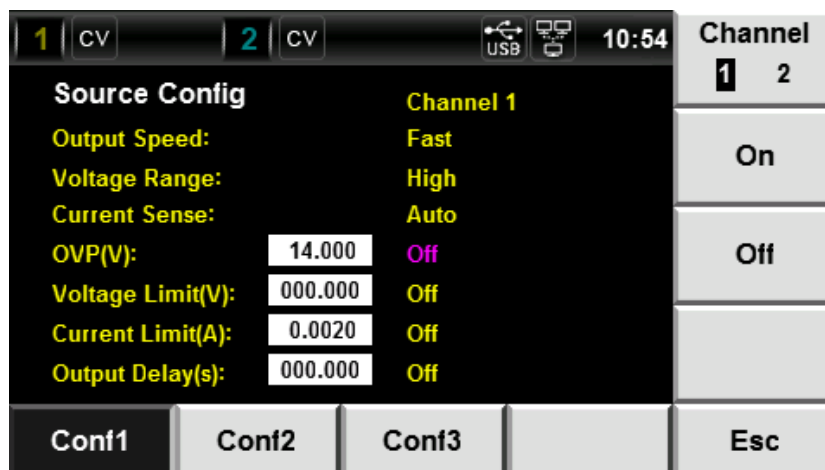 1 CV 2 CV USB 10:54
Channel
1 2
Source Config Channel 1
Output Speed: Fast
Voltage Range: High
Current Sense: Auto
OVP(V): 14.000 Off
Voltage Limit(V): 000.000 Off
Current Limit(A): 0.0020 Off
Output Delay(s): 000.000 Off
On
Off
Conf1 Conf2 Conf3 Esc